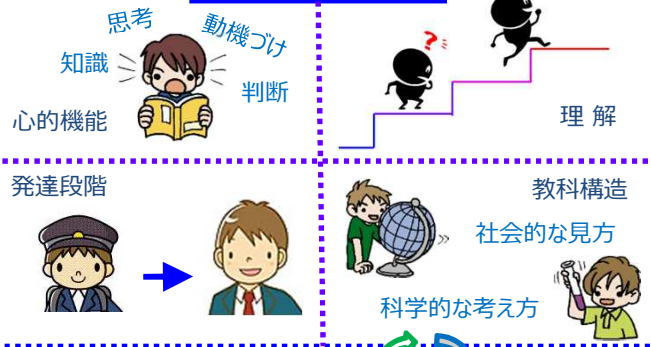 思考
動機づけ
知識
判断
心的機能
?
理 解
発達段階
教科構造
社会的な見方
科学的な考え方